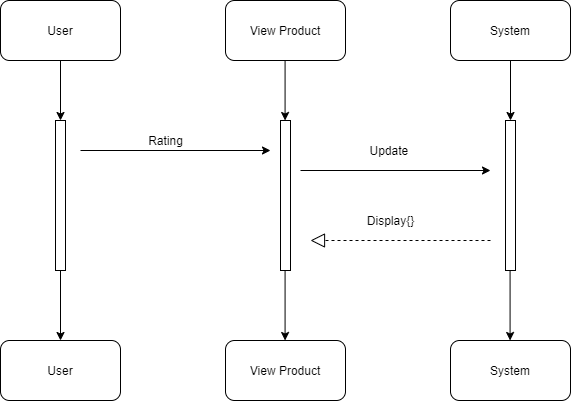 User
View Product
System
Rating
Update
Display{}
User
View Product
System